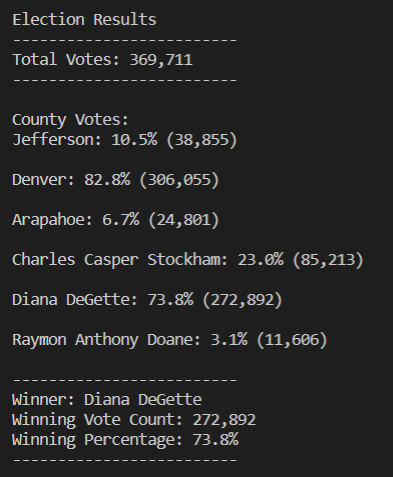 Election Results
-------------------------
Total Votes: 369,711
-------------------------
County Votes:
Jefferson: 10.5% (38,855)
Denver: 82.8% (306,055)
Arapahoe: 6.7% (24,801)
Charles Casper Stockham: 23.0% (85,213)
Diana DeGette: 73.8% (272,892)
Raymon Anthony Doane: 3.1% (11,606)
-------------------------
Winner: Diana DeGette
Winning Vote Count: 272,892
Winning Percentage: 73.8%
-------------------------